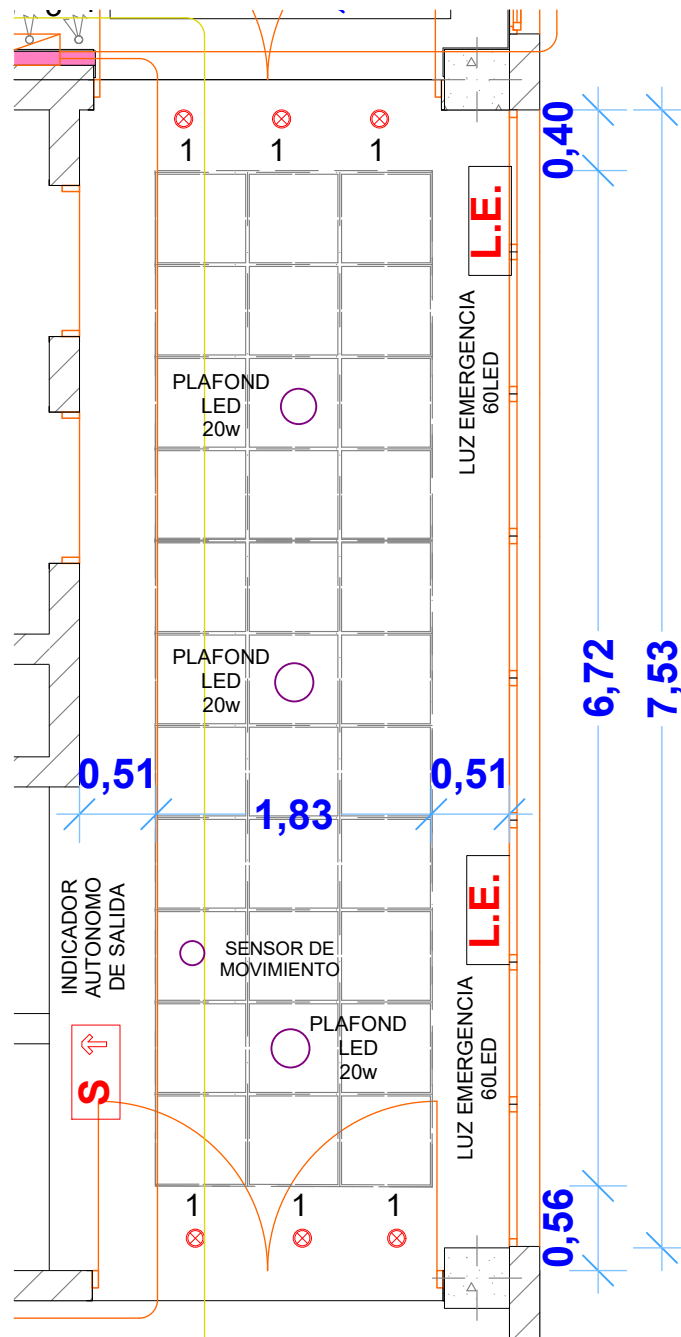 1
1
1
0,40
L.E.
LUZ EMERGENCIA
60LED
PLAFOND
LED
20w
PLAFOND
LED
20w
6,72
7,53
0,51
1,83
0,51
INDICADOR
AUTONOMO
DE SALIDA
L.E.
SENSOR DE
MOVIMIENTO
S
PLAFOND
LED
20w
LUZ EMERGENCIA
60LED
1
1
1
0,56